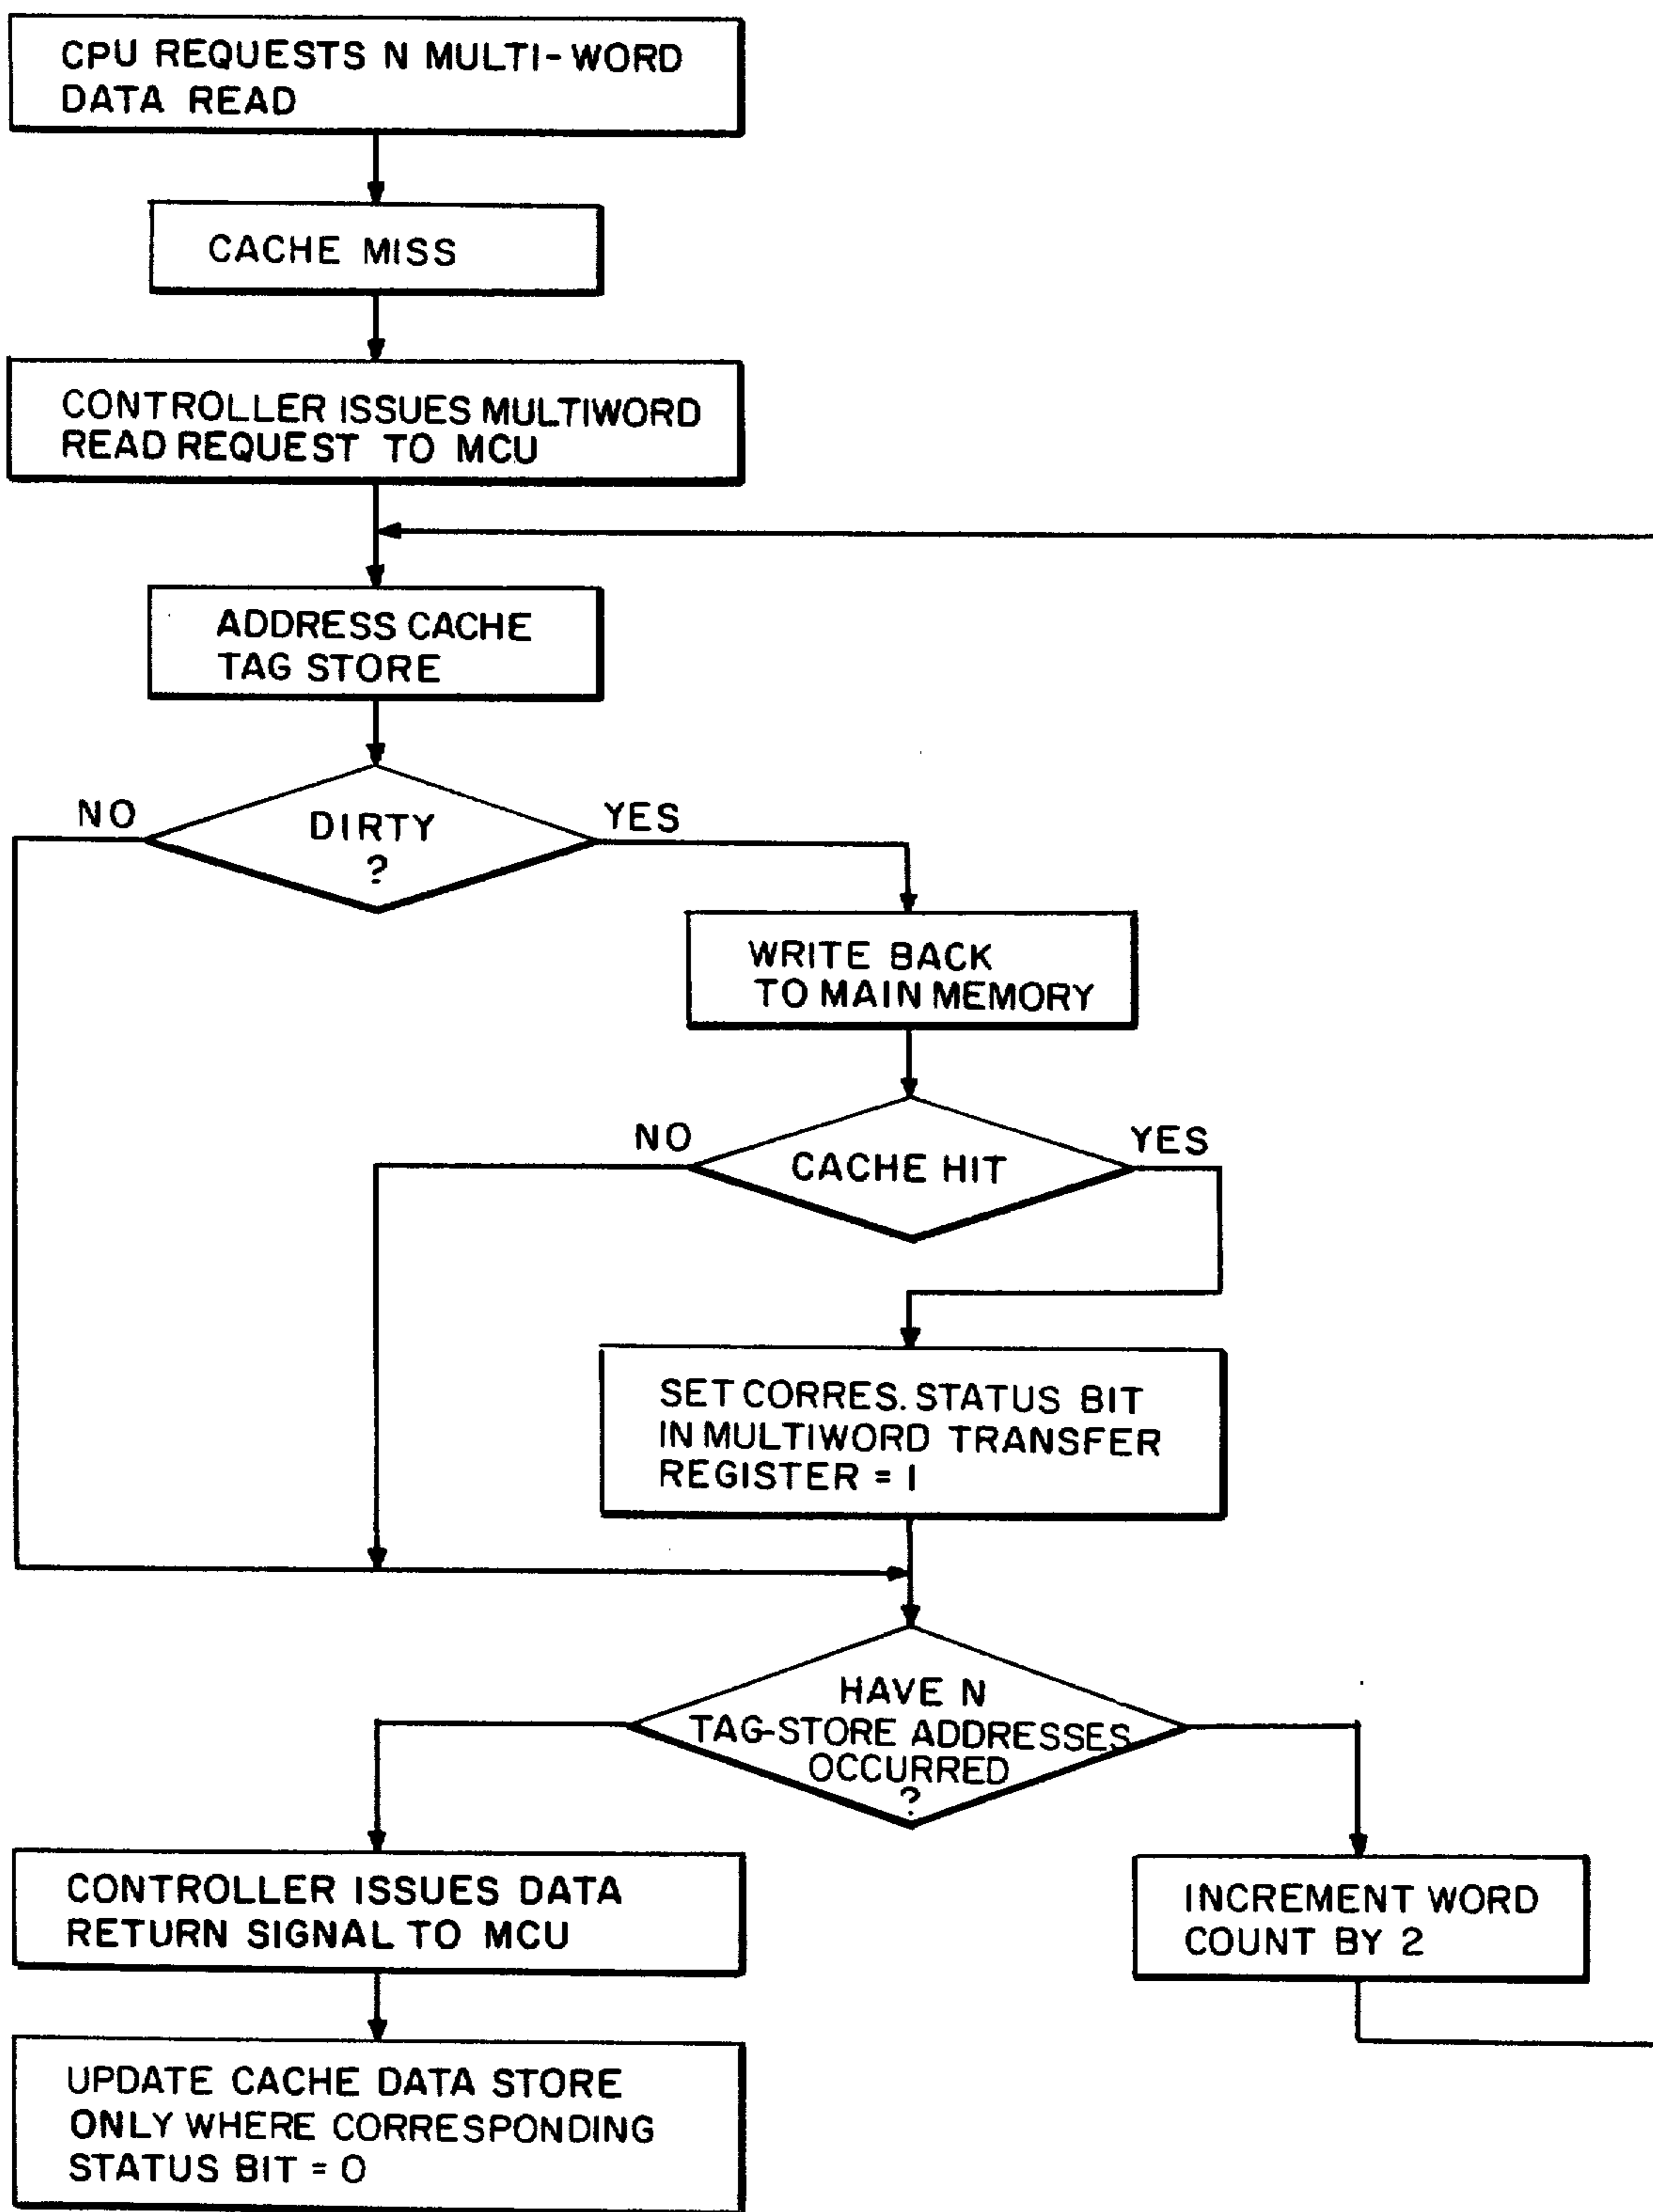 CPU REQUESTS N MULTI-WORD
DATA READ
CACHE MISS
CONTROLLER ISSUES MULTIWORD
READ REQUEST TO MCU
ADDRESS CACHE
TAG STORE
NO
DIRTY
?
YES
WRITE BACK
TO MAIN MEMORY
NO
CACHE HIT
YES
SET CORRES. STATUS BIT
IN MULTIWORD TRANSFER
REGISTER = 1
HAVE N
TAG-STORE ADDRESSES
OCCURRED
?
CONTROLLER ISSUES DATA
RETURN SIGNAL TO MCU
INCREMENT WORD
COUNT BY 2
UPDATE CACHE DATA STORE
ONLY WHERE CORRESPONDING
STATUS BIT = 0